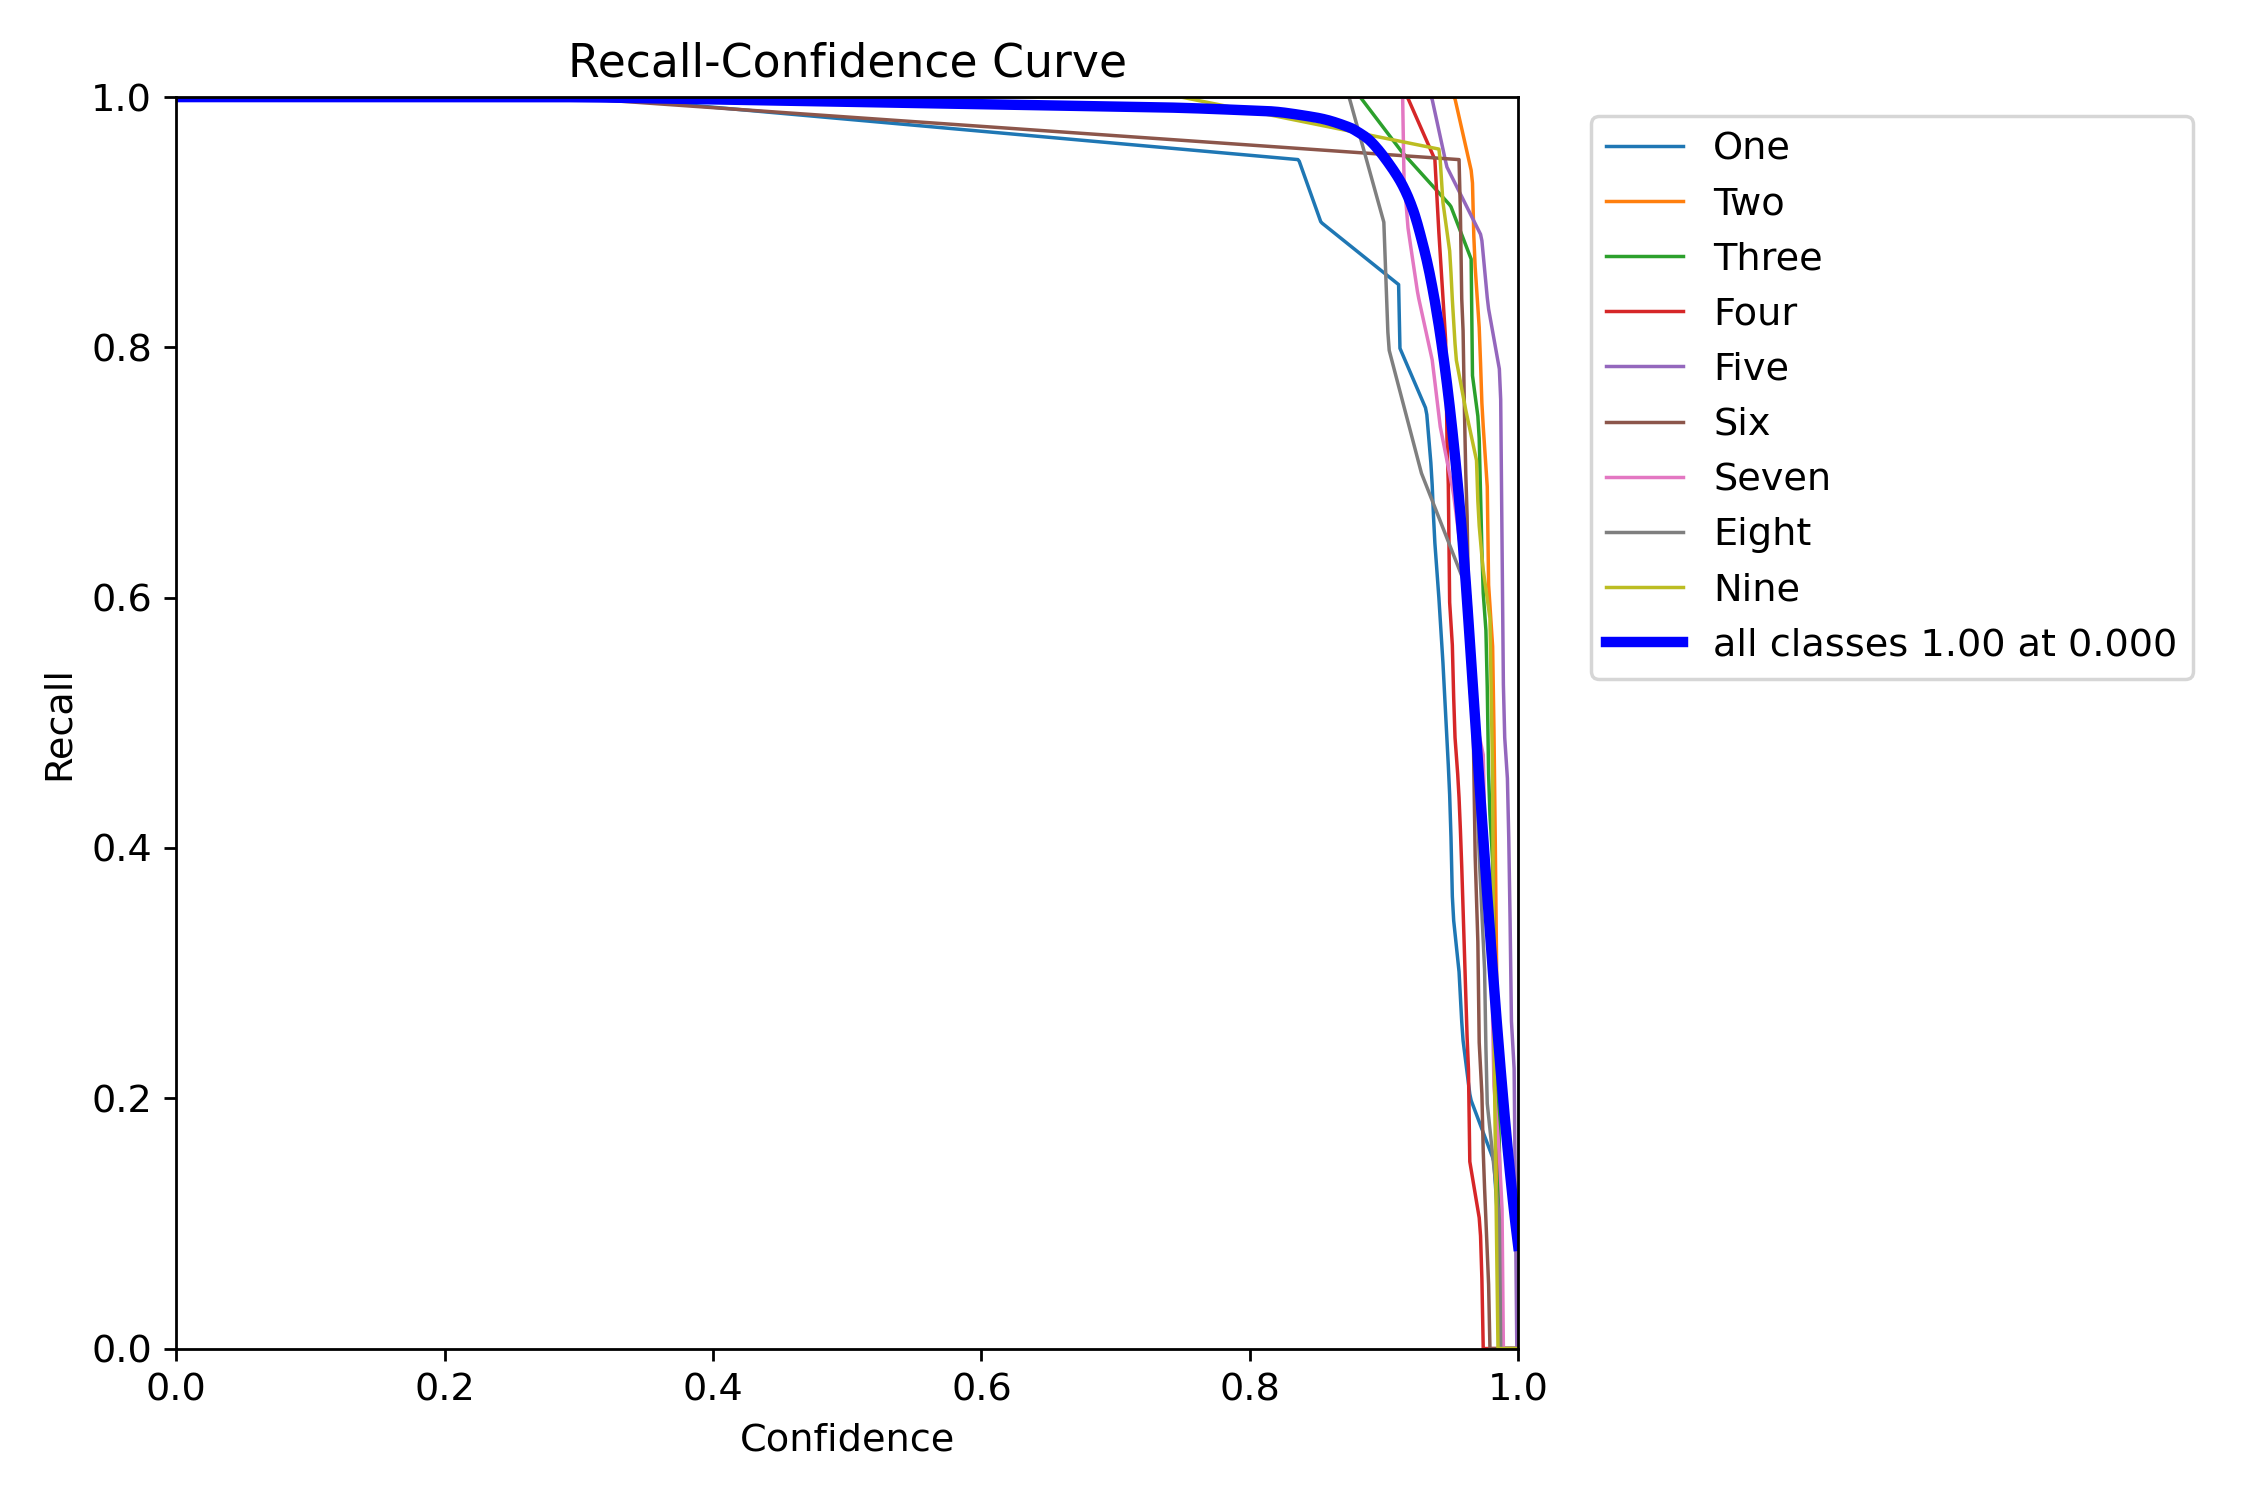 Recall-Confidence Curve
1.0
0.8
0.6
0.4
0.2
0.0
Recall
0.0 0.2 0.4 0.6 0.8 1.0
Confidence
One
Two
Three
Four
Five
Six
Seven
Eight
Nine
all classes 1.00 at 0.000